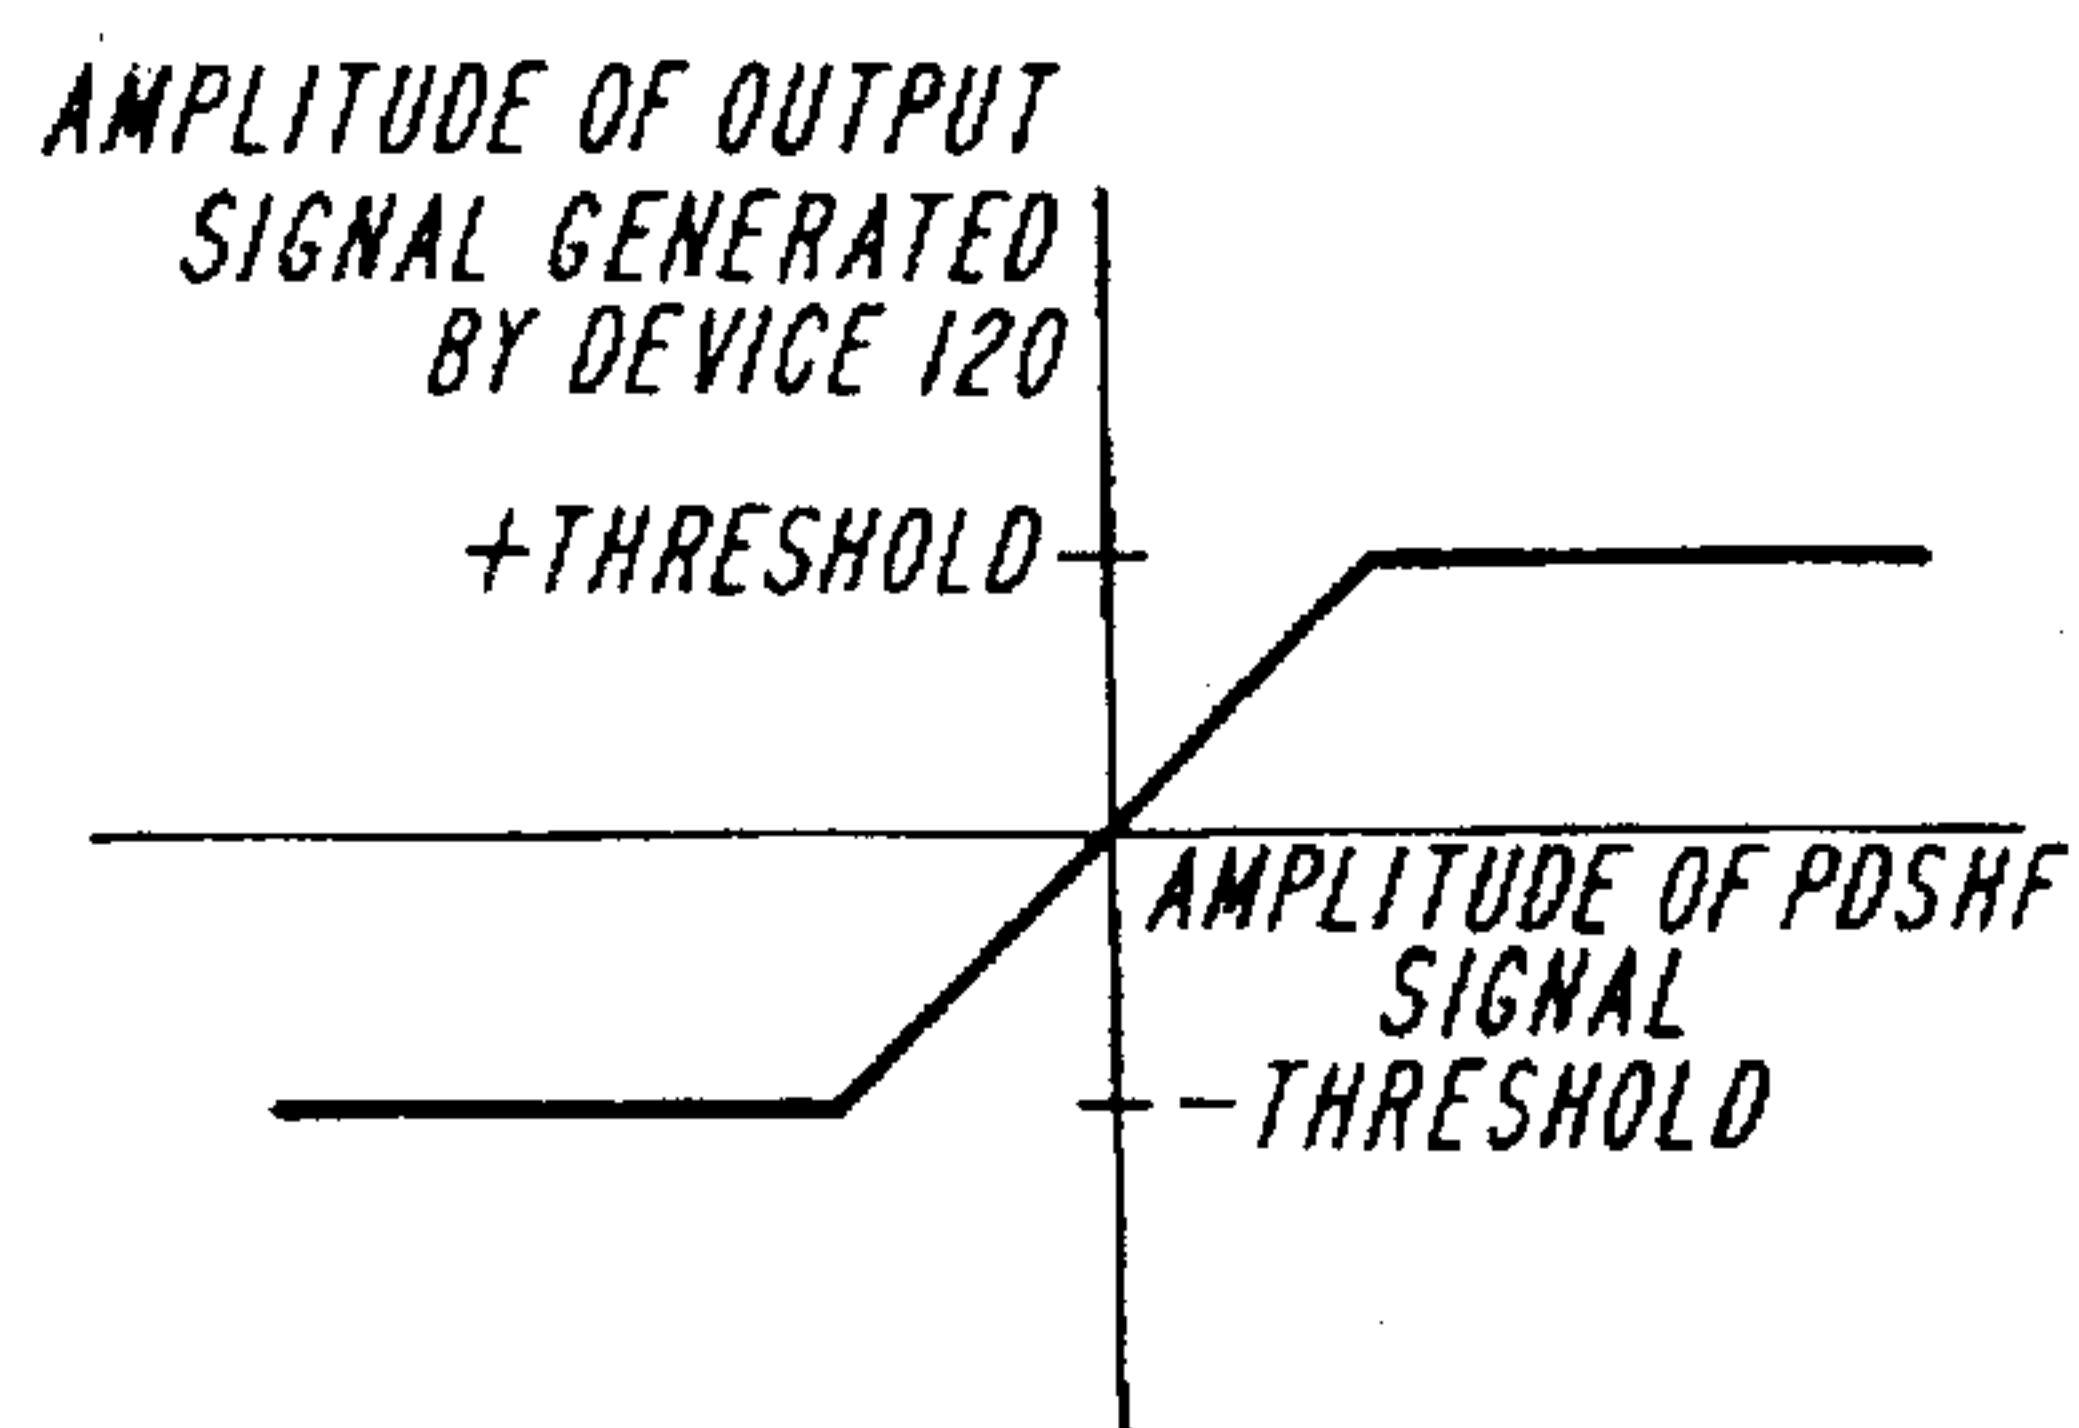 AMPLITUDE OF OUTPUT
SIGNAL GENERATED
BY DEVICE 120
+THRESHOLD
AMPLITUDE OF PDSHF
SIGNAL
-THRESHOLD